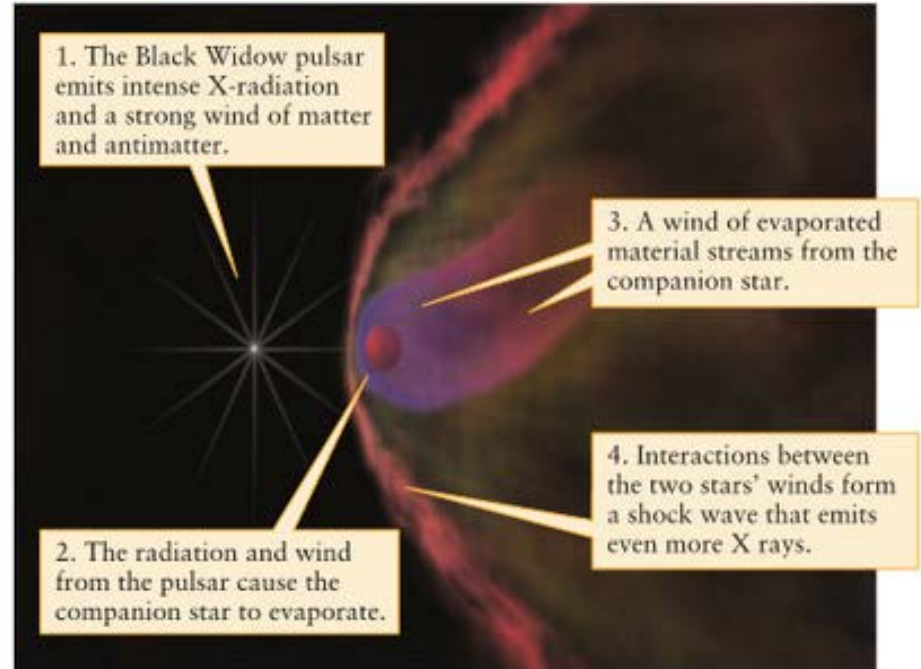 1. The Black Widow pulsar
emits intense X-radiation
and a strong wind of matter
and antimatter.
2. The radiation and wind
from the pulsar cause the
companion star to evaporate.
3. A wind of evaporated
material streams from the
companion star.
4. Interactions between
the two stars’ winds form
a shock wave that emits
even more X rays.